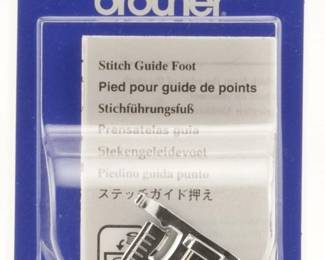 brother
Stitch Guide Foot
Pied pour guide de points
Stichführungsfuß
Prensatelas guía
Stekengeleidevoet
Piedino guida punto
ステッチガイド押え